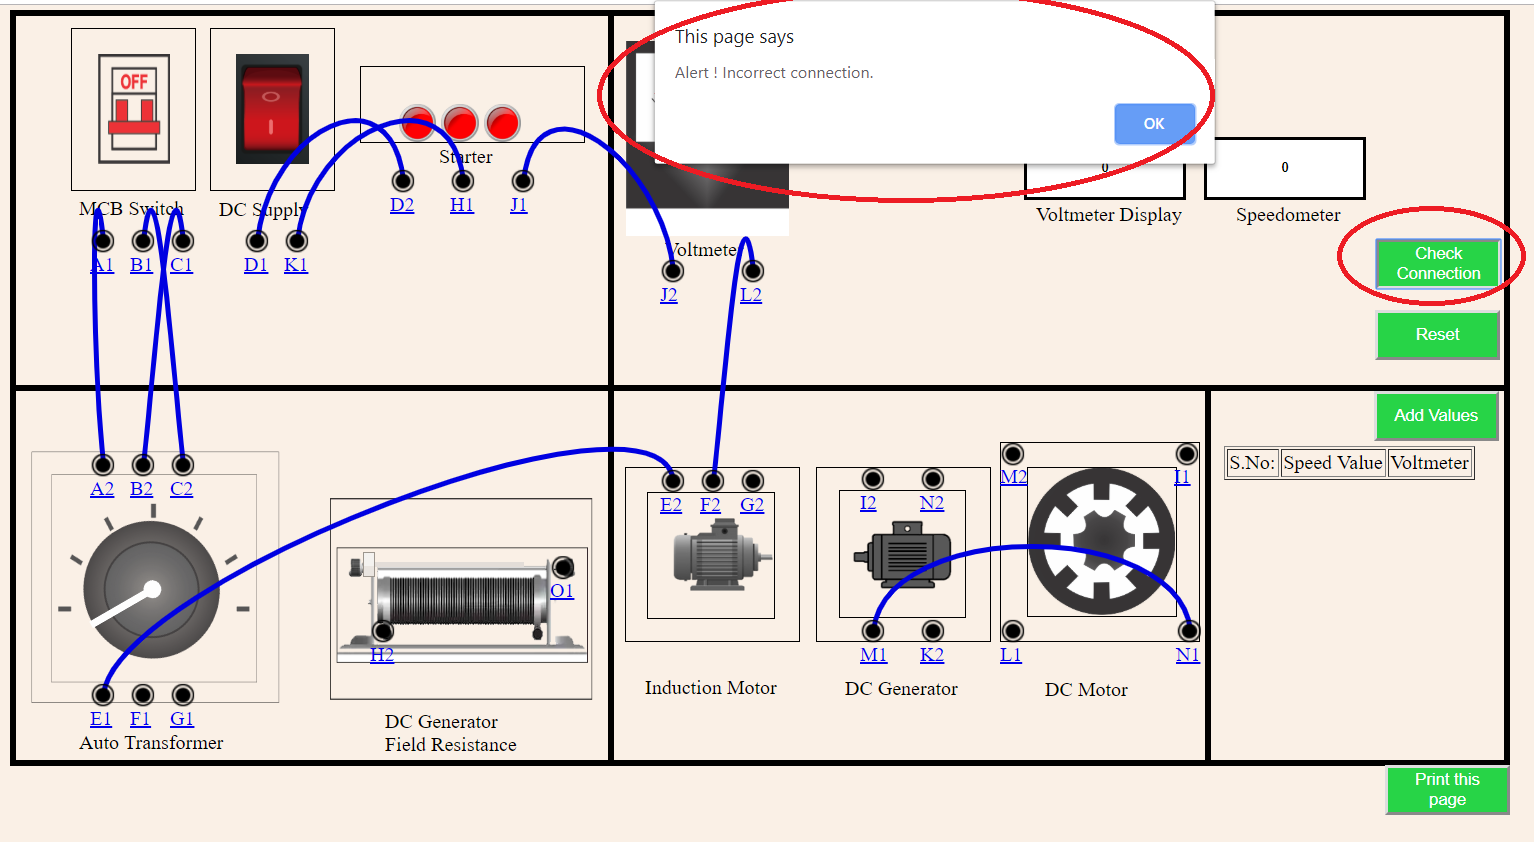 This page says
Alert ! Incorrect connection.
OK
OFF
Starter
MCB Switch
DC Supply
D2
H1
J1
0
0
Voltmeter Display
Speedometer
Voltmeter
A1
B1
C1
D1
K1
J2
L2
Check
Connection
Reset
Add Values
S.No:
Speed Value
Voltmeter
A2
B2
C2
E2
F2
G2
I2
N2
M2
I1
O1
H2
M1
K2
L1
N1
Induction Motor
DC Generator
DC Motor
E1
F1
G1
Auto Transformer
DC Generator
Field Resistance
Print this
page